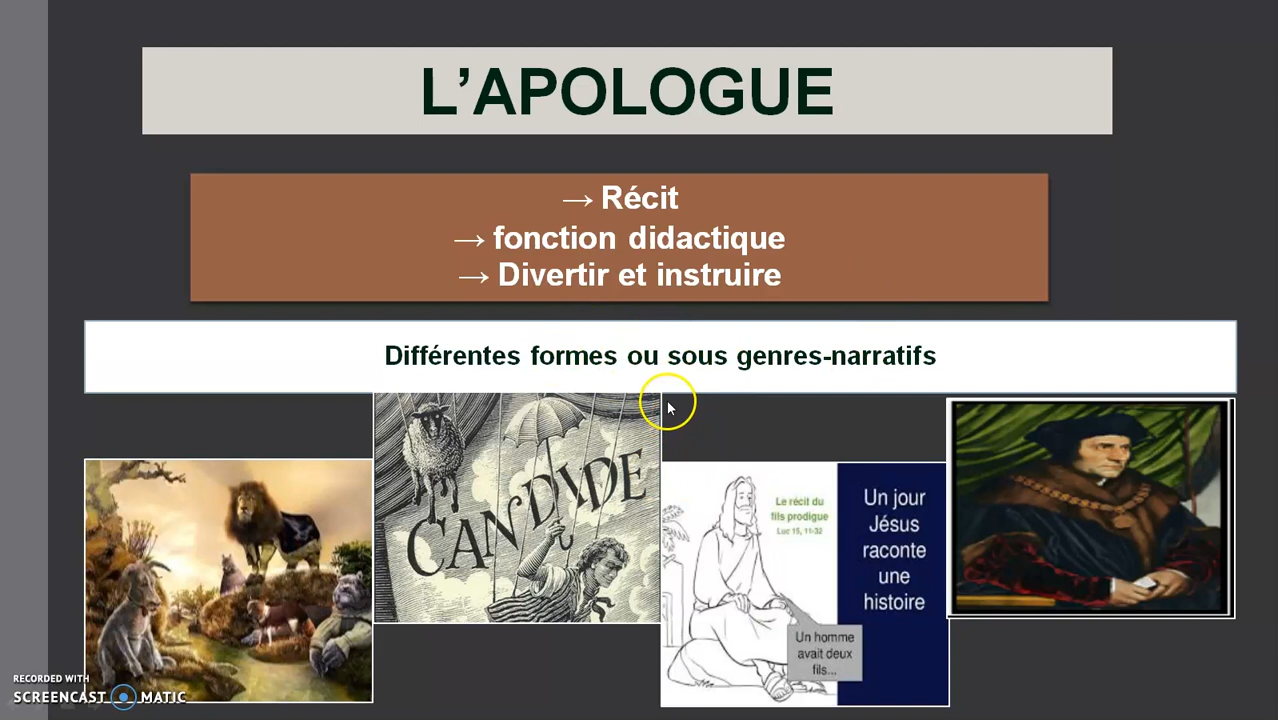 L'APOLOGUE
→ Récit
→ fonction didactique
→ Divertir et instruire
Différentes formes ou sous genres-narratifs
CANDIDE
Le récit du
fils prodigue
Luc 15, 11-32
Un homme
avait deux
fils...
Un jour
Jésus
raconte
une
histoire
RECORDED WITH
SCREENCAST MATIC